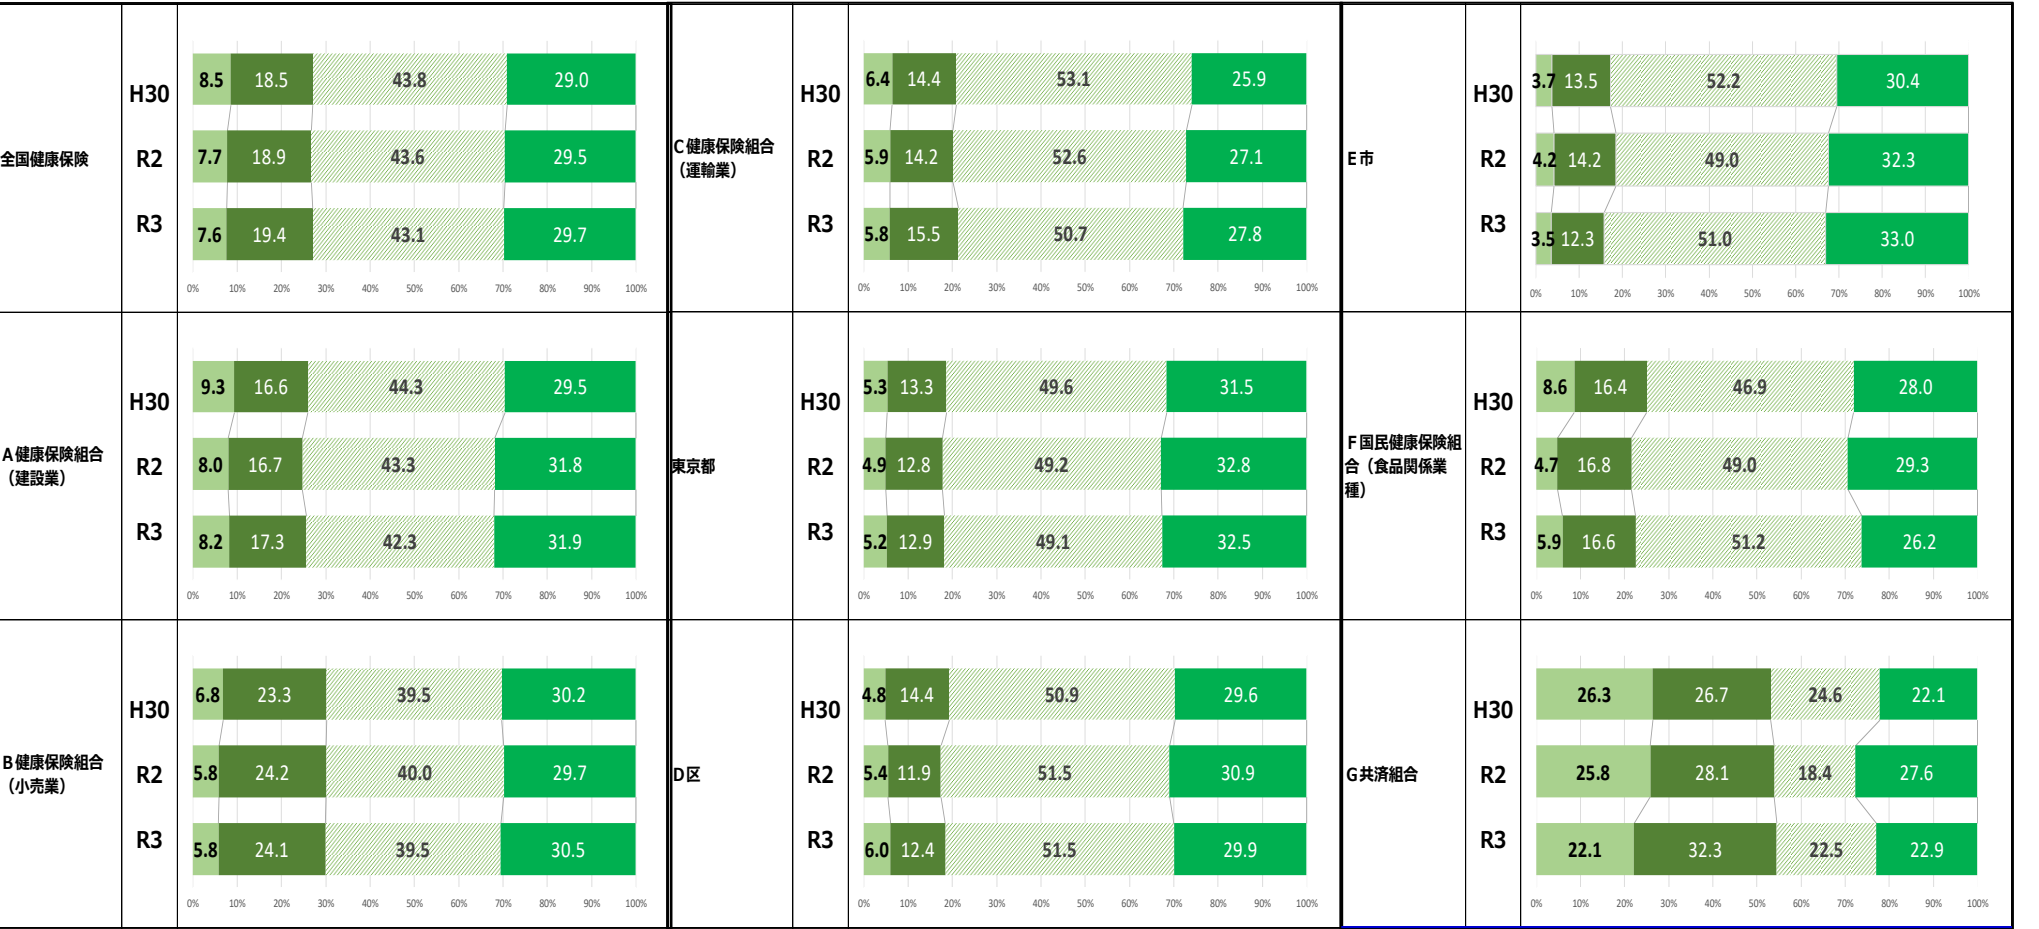 全国健康保険
H30
8.5 18.5 43.8 29.0
R2
7.7 18.9 43.6 29.5
R3
7.6 19.4 43.1 29.7
0% 10% 20% 30% 40% 50% 60% 70% 80% 90% 100%
A健康保険組合
（建設業）
H30
9.3 16.6 44.3 29.5
R2
8.0 16.7 43.3 31.8
R3
8.2 17.3 42.3 31.9
0% 10% 20% 30% 40% 50% 60% 70% 80% 90% 100%
B健康保険組合
（小売業）
H30
6.8 23.3 39.5 30.2
R2
5.8 24.2 40.0 29.7
R3
5.8 24.1 39.5 30.5
0% 10% 20% 30% 40% 50% 60% 70% 80% 90% 100%
C健康保険組合
（運輸業）
H30
6.4 14.4 53.1 25.9
R2
5.9 14.2 52.6 27.1
R3
5.8 15.5 50.7 27.8
0% 10% 20% 30% 40% 50% 60% 70% 80% 90% 100%
東京都
H30
5.3 13.3 49.6 31.5
R2
4.9 12.8 49.2 32.8
R3
5.2 12.9 49.1 32.5
0% 10% 20% 30% 40% 50% 60% 70% 80% 90% 100%
D区
H30
4.8 14.4 50.9 29.6
R2
5.4 11.9 51.5 30.9
R3
6.0 12.4 51.5 29.9
0% 10% 20% 30% 40% 50% 60% 70% 80% 90% 100%
E市
H30
3.7 13.5 52.2 30.4
R2
4.2 14.2 49.0 32.3
R3
3.5 12.3 51.0 33.0
0% 10% 20% 30% 40% 50% 60% 70% 80% 90% 100%
F国民健康保険組
合（食品関係業
種）
H30
8.6 16.4 46.9 28.0
R2
4.7 16.8 49.0 29.3
R3
5.9 16.6 51.2 26.2
0% 10% 20% 30% 40% 50% 60% 70% 80% 90% 100%
G共済組合
H30
26.3 26.7 24.6 22.1
R2
25.8 28.1 18.4 27.6
R3
22.1 32.3 22.5 22.9
0% 10% 20% 30% 40% 50% 60% 70% 80% 90% 100%